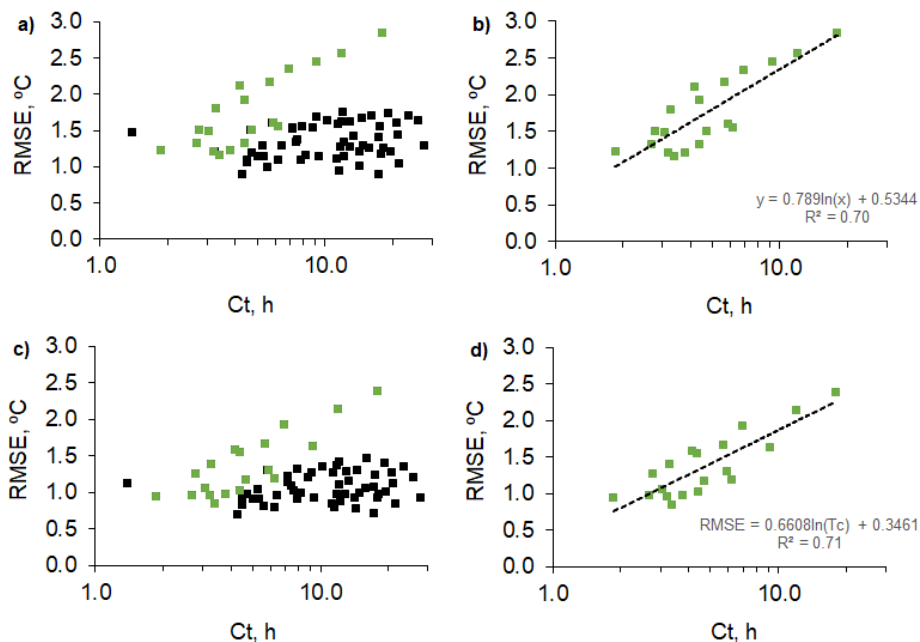 a)
3.0
2.5
2.0
1.5
1.0
0.5
0.0
RMSE, ºC
1.0
10.0
Ct, h
b)
3.0
2.5
2.0
1.5
1.0
0.5
0.0
RMSE, ºC
y = 0.789ln(x) + 0.5344
R² = 0.70
1.0
10.0
Ct, h
c)
3.0
2.5
2.0
1.5
1.0
0.5
0.0
RMSE, ºC
1.0
10.0
Ct, h
d)
3.0
2.5
2.0
1.5
1.0
0.5
0.0
RMSE, ºC
RMSE = 0.6608ln(Tc) + 0.3461
R² = 0.71
1.0
10.0
Ct, h